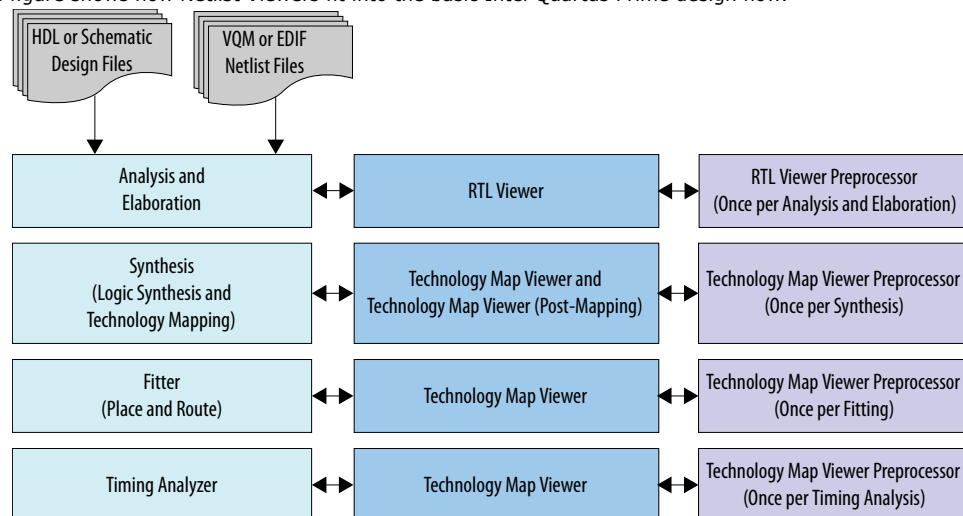 Figure shows how Netlist Viewers fit into the basic Intel Quartus Prime design flow.
HDL or Schematic
Design Files
VQM or EDIF
Netlist Files
Analysis and
Elaboration
RTL Viewer
RTL Viewer Preprocessor
(Once per Analysis and Elaboration)
Synthesis
(Logic Synthesis and
Technology Mapping)
Technology Map Viewer and
Technology Map Viewer (Post-Mapping)
Technology Map Viewer Preprocessor
(Once per Synthesis)
Fitter
(Place and Route)
Technology Map Viewer
Technology Map Viewer Preprocessor
(Once per Fitting)
Timing Analyzer
Technology Map Viewer
Technology Map Viewer Preprocessor
(Once per Timing Analysis)